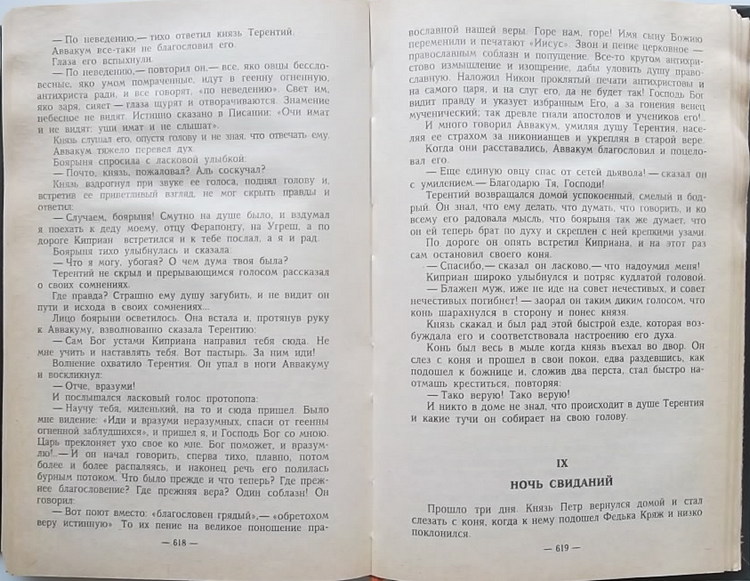 — По неведению,— тихо ответил князь Терентий.
Аввакум все-таки не благословил его.
Глаза его вспыхнули.
— По неведению,— повторил он,— все, яко овцы бессло-
весные, яко умом помраченные, идут в геенну огненную,
антихриста ради, и все говорят, «по неведению». Свет им,
яко заря, сияет — глаза щурят и отворачиваются. Знамение
небесное не видят. Истинно сказано в Писании: «Очи имат
и не видят: уши имат и не слышат».
Князь слушал его, опустя голову и не зная, что отвечать ему.
Аввакум тяжело перевел дух.
Боярыня спросила с ласковой улыбкой:
— Почто, князь, пожаловал? Аль соскучал?
Князь вздрогнул при звуке ее голоса, поднял голову и,
встретив ее приветливый взгляд, не мог скрыть правды и
ответил:
— Случаем, боярыня! Смутно на душе было, и вздумал
я поехать к деду моему, отцу Ферапонту, на Угреш, а по
дороге Киприан встретился и к тебе послал, а я и рад.
Боярыня тихо улыбнулась и сказала:
— Что я могу, убогая? О чем дума твоя была?
Терентий не скрыл и прерывающимся голосом рассказал
о своих сомнениях.
Где правда? Страшно ему душу загубить, и не видит он
пути и исхода в своих сомнениях...
Лицо боярыни осветилось. Она встала и, протянув руку
к Аввакуму, взволнованно сказала Терентию:
— Сам Бог устами Киприана направил тебя сюда. Не
мне учить и наставлять тебя. Вот пастырь. За ним иди!
Волнение охватило Терентия. Он упал в ноги Аввакуму
и воскликнул:
— Отче, вразуми!
И послышался ласковый голос протопопа:
— Научу тебя, миленький, на то и сюда пришел. Было
мне видение: «Иди и вразуми неразумных, спаси от геенны
огненной заблудшихся», и пришел я, и Господь Бог со мною.
Царь преклоняет ухо свое ко мне. Бог поможет, и вразум-
лю!..— И он начал говорить, сперва тихо, плавно, потом
более и более распаляясь, и наконец речь его полилась
бурным потоком. Что было прежде и что теперь? Где преж-
нее благословение? Где прежняя вера? Один соблазн! Он
говорил:
— Вот поют вместо: «благословен грядый»,— «обретохом
веру истинную» То их пение на великое поношение пра-
— 618 —
вославной нашей веры. Горе нам, горе! Имя сыну Божию
переменили и печатают «Иисус». Звон и пение церковное —
православным соблазн и попущение. Все-то кругом антихри-
стово измышление и изощрение, дабы уловить душу право-
славную. Наложил Никон проклятый печати антихристовы и
на самого царя, и на слуг его, да не будет так! Господь Бог
видит правду и указует избранным Его, а за гонения венец
мученический; так древле гнали апостолов и учеников его!..
И много говорил Аввакум, умиляя душу Терентия, насе-
ляя ее страхом за никонианцев и укрепляя в старой вере.
Когда они расставались, Аввакум благословил и поцело-
вал его.
— Еще единую овцу спас от сетей дьявола! — сказал он
с умилением.— Благодарю Тя, Господи!
Терентий возвращался домой успокоенный, смелый и бод-
рый. Он знал, что ему делать, что думать, что говорить, и ко
всему его радовала мысль, что боярыня так же думает, что
он ей теперь брат по духу и скреплен с ней крепкими узами.
По дороге он опять встретил Киприана, и на этот раз
сам остановил своего коня.
— Спасибо,— сказал он ласково,— что надоумил меня!
Киприан широко улыбнулся и потряс кудлатой головой.
— Блажен муж, иже не иде на совет нечестивых, и совет
нечестивых погибнет! — заорал он таким диким голосом, что
конь шарахнулся в сторону и понес князя.
Князь скакал и был рад этой быстрой езде, которая воз-
буждала его и соответствовала настроению его духа.
Конь был весь в мыле когда князь въехал во двор. Он
слез с коня и прошел в свои покои, едва раздевшись, как
подошел к божнице и, сложив два перста, стал быстро на-
отмашь креститься, повторяя:
— Тако верую! Тако верую!
И никто в доме не знал, что происходит в душе Терентия
и какие тучи он собирает на свою голову.
IX
НОЧЬ СВИДАНИЙ
Прошло три дня. Князь Петр вернулся домой и стал
слезать с коня, когда к нему подошел Федька Кряж и низко
поклонился.
— 619 —